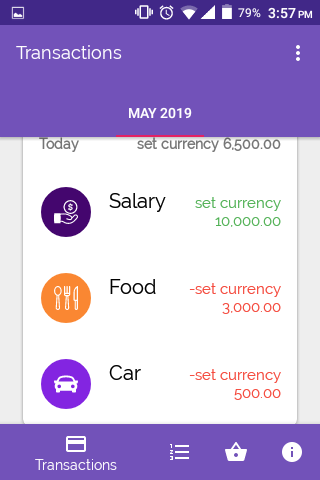 79% 3:57 PM
Transactions
MAY 2019
Today set currency 6,500.00
Salary set currency
10,000.00
Food -set currency
3,000.00
Car -set currency
500.00
Transactions